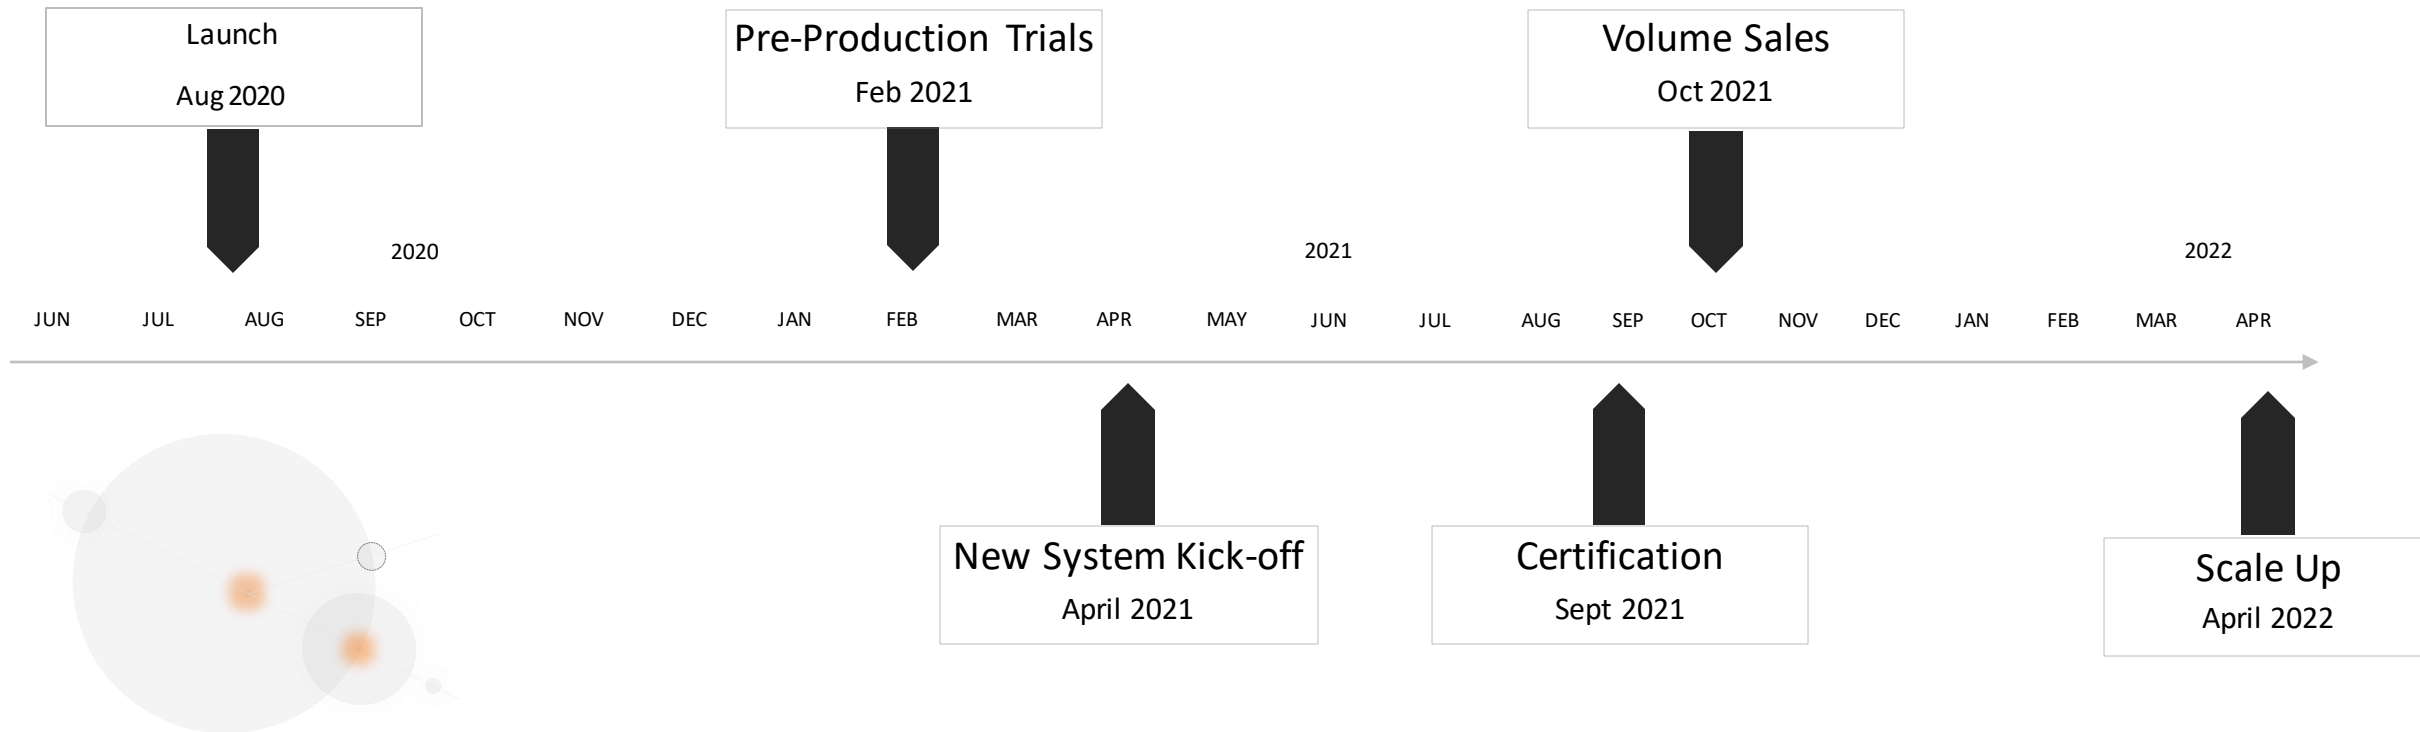 Launch
Aug 2020
Pre-Production Trials
Feb 2021
Volume Sales
Oct 2021
2020
2021
2022
JUN JUL AUG SEP OCT NOV DEC JAN FEB MAR APR MAY JUN JUL AUG SEP OCT NOV DEC JAN FEB MAR APR
New System Kick-off
April 2021
Certification
Sept 2021
Scale Up
April 2022